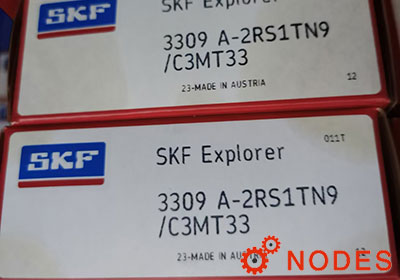 SKF
SKF Explorer
3309 A-2RS1TN9
/C3MT33
23-MADE IN AUSTRIA
12
SKF
SKF Explorer
011T
3309 A-2RS1TN9
/C3MT33
23-MADE IN
NODES